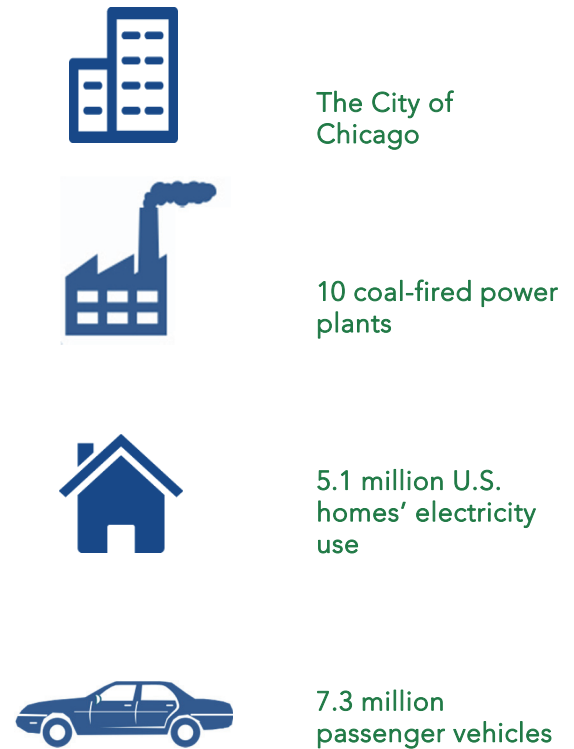 The City of
Chicago
10 coal-fired power
plants
5.1 million U.S.
homes’ electricity
use
7.3 million
passenger vehicles